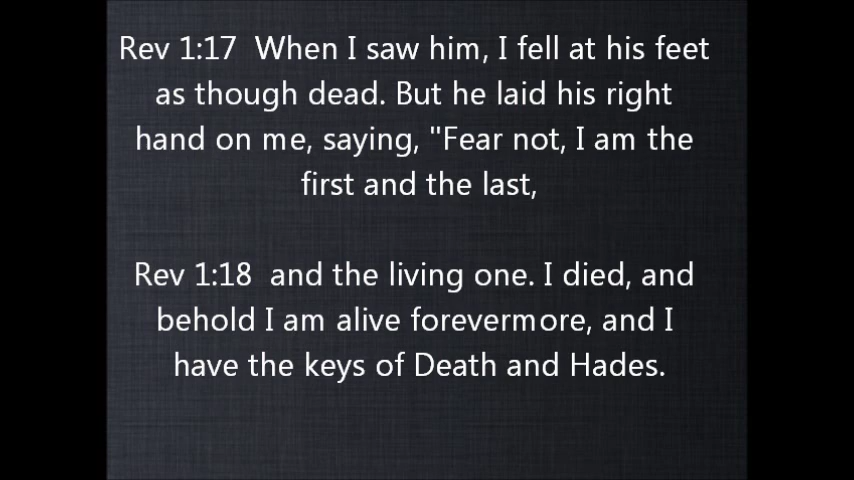 Rev 1:17  When I saw him, I fell at his feet
as though dead. But he laid his right
hand on me, saying, "Fear not, I am the
first and the last,
Rev 1:18  and the living one. I died, and
behold I am alive forevermore, and I
have the keys of Death and Hades.